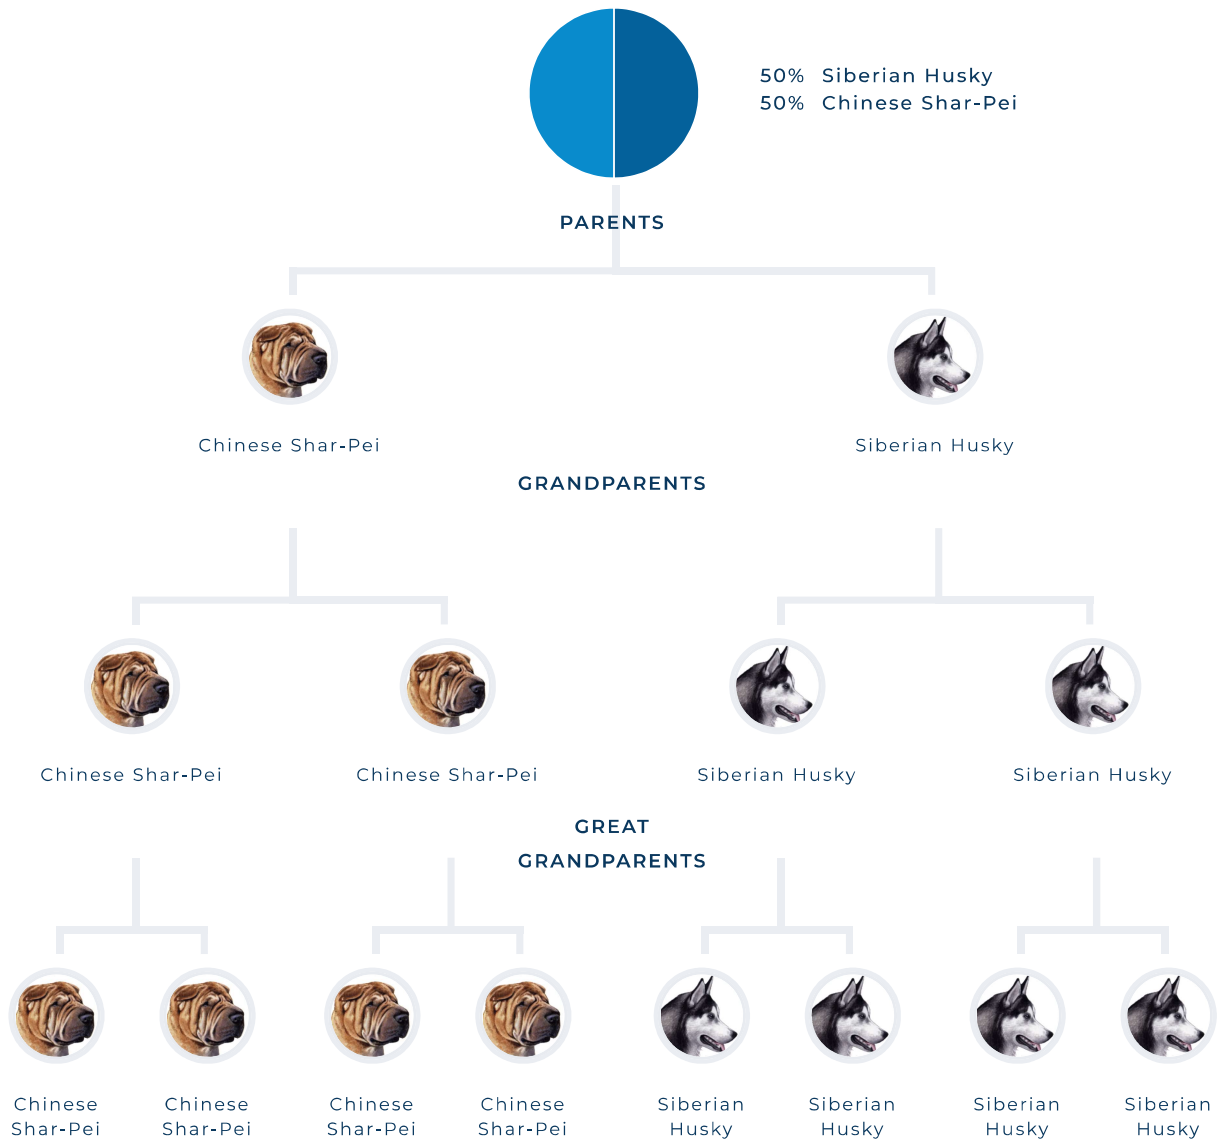 50% Siberian Husky
50% Chinese Shar-Pei
PARENTS
Chinese Shar-Pei
Siberian Husky
GRANDPARENTS
Chinese Shar-Pei
Chinese Shar-Pei
Siberian Husky
Siberian Husky
GREAT
GRANDPARENTS
Chinese
Shar-Pei
Chinese
Shar-Pei
Chinese
Shar-Pei
Chinese
Shar-Pei
Siberian
Husky
Siberian
Husky
Siberian
Husky
Siberian
Husky